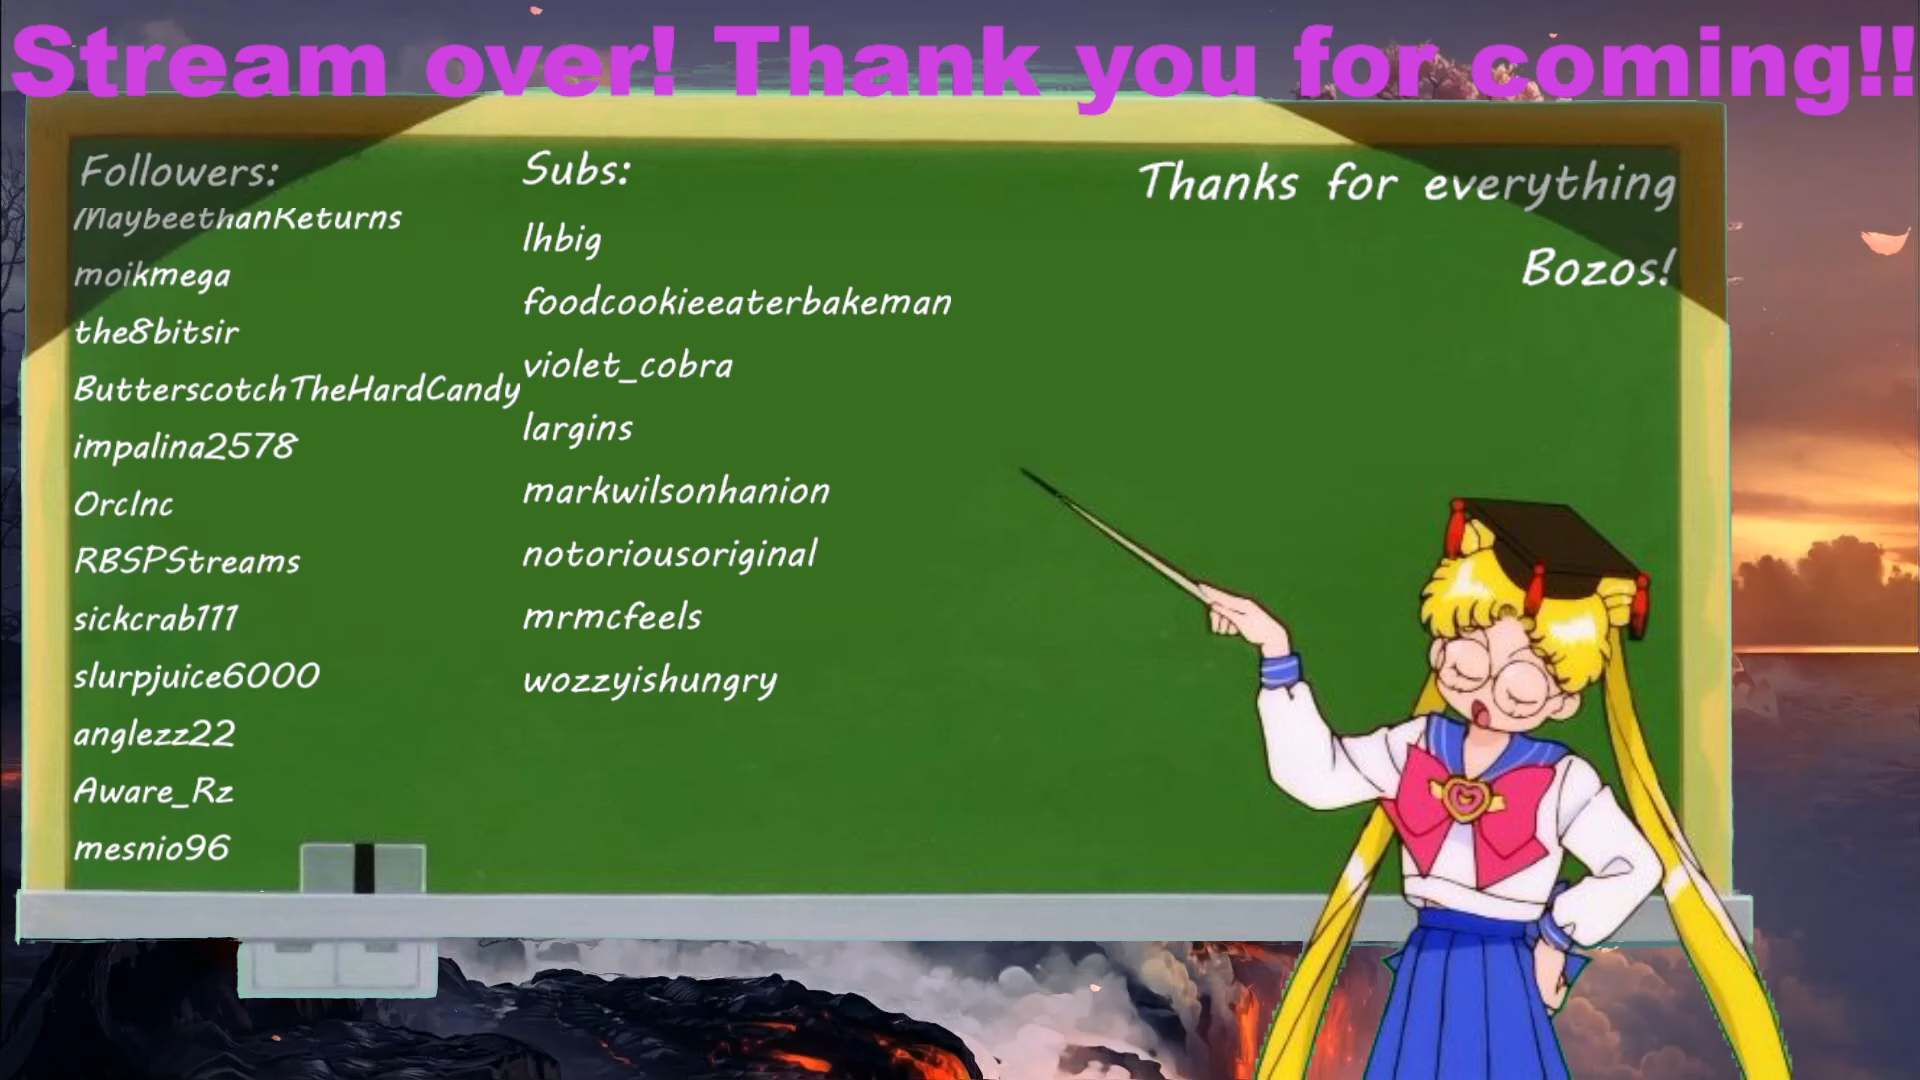 Stream over! Thank you for coming!!
Followers:
MaybeethanReturns
moikmega
the8bitsir
ButterscotchTheHardCandy
impalina2578
OrcInc
RBSPStreams
sickcrab111
slurpjuice6000
anglezz22
Aware_Rz
mesnio96
Subs:
lhbig
foodcookieeaterbakeman
violet_cobra
largins
markwilsonhanion
notoriousoriginal
mrmcfeels
wozzyishungry
Thanks for everything
Bozos!